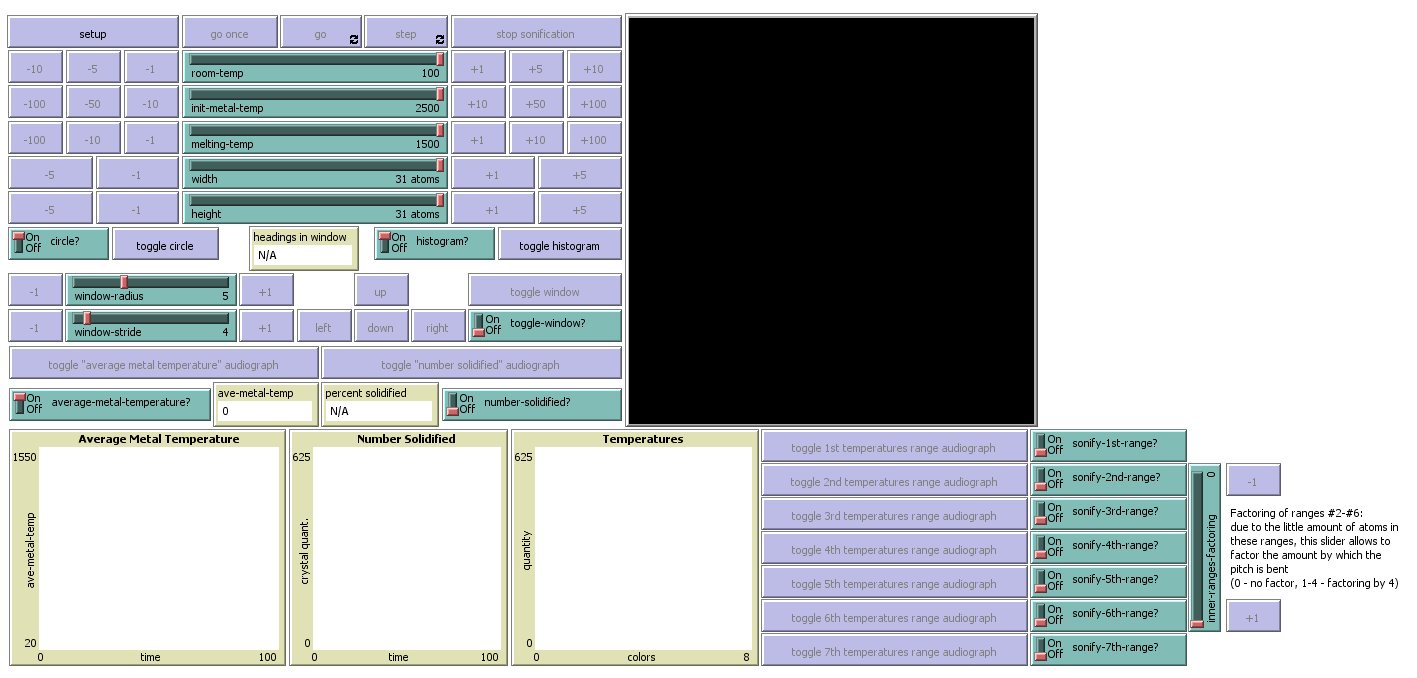 setup
go once
go
step
stop sonification
-10
-5
-1
room-temp 100
+1
+5
+10
-100
-50
-10
init-metal-temp 2500
+10
+50
+100
-100
-10
-1
melting-temp 1500
+1
+10
+100
-5
-1
width 31 atoms
+1
+5
-5
-1
height 31 atoms
+1
+5
On
Off
circle?
toggle circle
headings in window
N/A
On
Off
histogram?
toggle histogram
-1
window-radius 5
+1
up
toggle window
-1
window-stride 4
+1
left
down
right
On
Off
toggle-window?
toggle "average metal temperature" audiograph
toggle "number solidified" audiograph
On
Off
average-metal-temperature?
ave-metal-temp
0
percent solidified
N/A
On
Off
number-solidified?
Average Metal Temperature
1550
ave-metal-temp
20
0
time
100
Number Solidified
625
crystal quant.
0
0
time
100
Temperatures
625
quantity
0
0
colors
8
toggle 1st temperatures range audiograph
On
Off
sonify-1st-range?
toggle 2nd temperatures range audiograph
On
Off
sonify-2nd-range?
toggle 3rd temperatures range audiograph
On
Off
sonify-3rd-range?
toggle 4th temperatures range audiograph
On
Off
sonify-4th-range?
toggle 5th temperatures range audiograph
On
Off
sonify-5th-range?
toggle 6th temperatures range audiograph
On
Off
sonify-6th-range?
toggle 7th temperatures range audiograph
On
Off
sonify-7th-range?
inner-ranges-factoring 0
-1
Factoring of ranges #2-#6:
due to the little amount of atoms in
these ranges, this slider allows to
factor the amount by which the
pitch is bent
(0 - no factor, 1-4 - factoring by 4)
+1